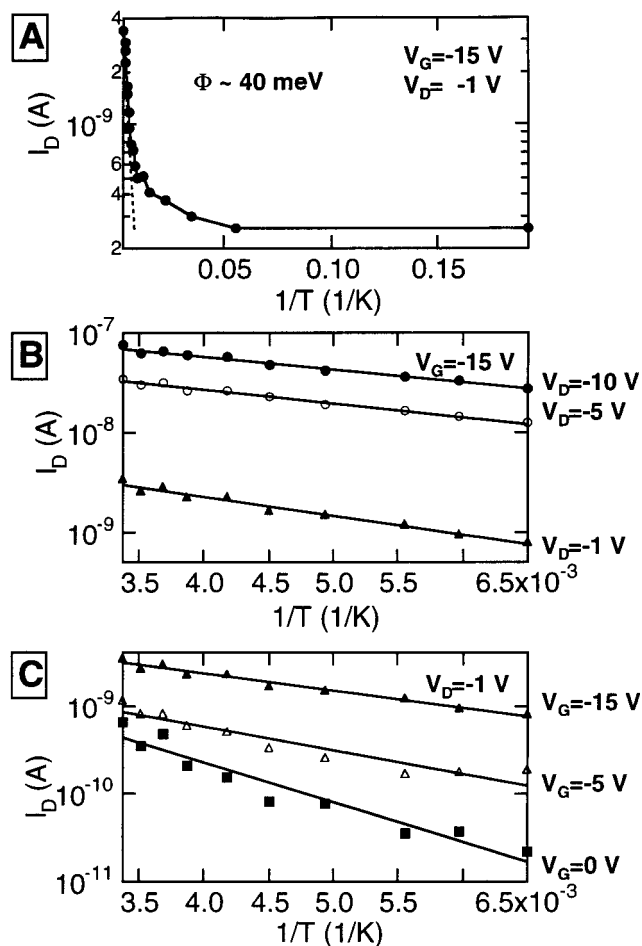 A
4
2
10⁻⁹
6
4
2
I_D (A)
Φ ~ 40 meV
V_G=-15 V
V_D= -1 V
0.05 0.10 0.15
1/T (1/K)
B
10⁻⁷
10⁻⁸
10⁻⁹
I_D (A)
V_G=-15 V
V_D=-10 V
V_D=-5 V
V_D=-1 V
3.5 4.0 4.5 5.0 5.5 6.0 6.5x10⁻³
1/T (1/K)
C
10⁻⁹
10⁻¹⁰
10⁻¹¹
I_D (A)
V_D=-1 V
V_G=-15 V
V_G=-5 V
V_G=0 V
3.5 4.0 4.5 5.0 5.5 6.0 6.5x10⁻³
1/T (1/K)